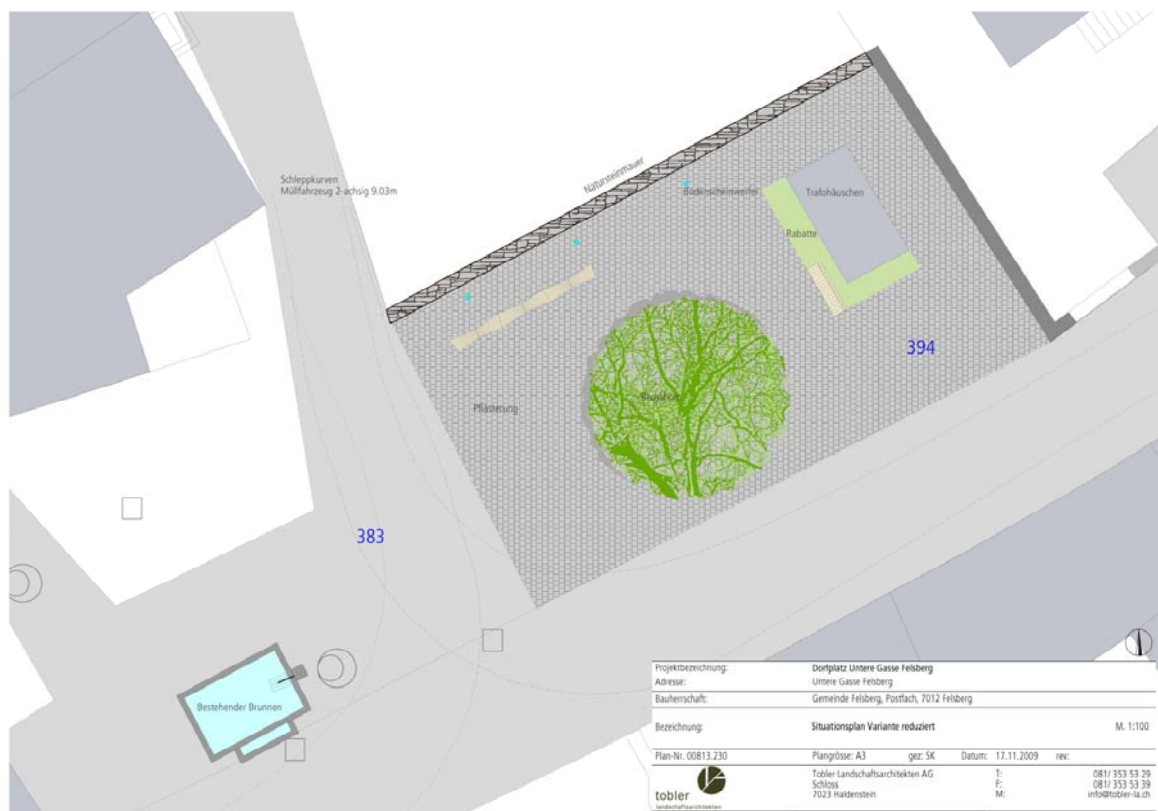 Schleppkurven
Müllfahrzeug 2-achsig 9.03m
Natursteinmauer
Bodenscheinwerfer
Trafohäuschen
Rabatte
394
Pflästerung
383
Bestehender Brunnen
Projektbezeichnung: Dorfplatz Untere Gasse Felsberg
Adresse: Untere Gasse Felsberg
Bauherrschaft: Gemeinde Felsberg, Postfach, 7012 Felsberg
Bezeichnung: Situationsplan Variante reduziert M. 1:100
Plan-Nr. 00813.230 Plangrösse: A3 gez: SK Datum: 17.11.2009 rev:
tobler
landschaftsarchitekten
Tobler Landschaftsarchitekten AG T: 081/ 353 53 29
Schloss F: 081/ 353 53 39
7023 Haldenstein M: info@tobler-la.ch